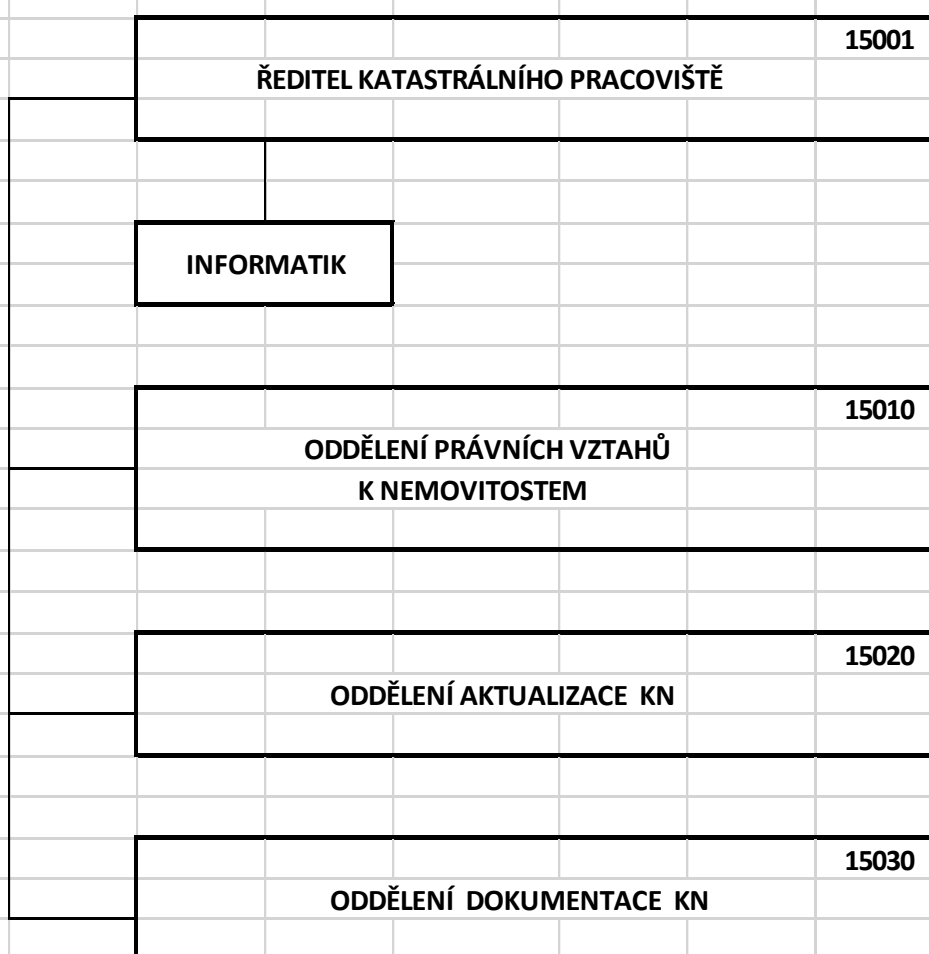 15001
ŘEDITEL KATASTRÁLNÍHO PRACOVIŠTĚ
INFORMATIK
15010
ODDĚLENÍ PRÁVNÍCH VZTAHŮ
K NEMOVITOSTEM
15020
ODDĚLENÍ AKTUALIZACE KN
15030
ODDĚLENÍ DOKUMENTACE KN